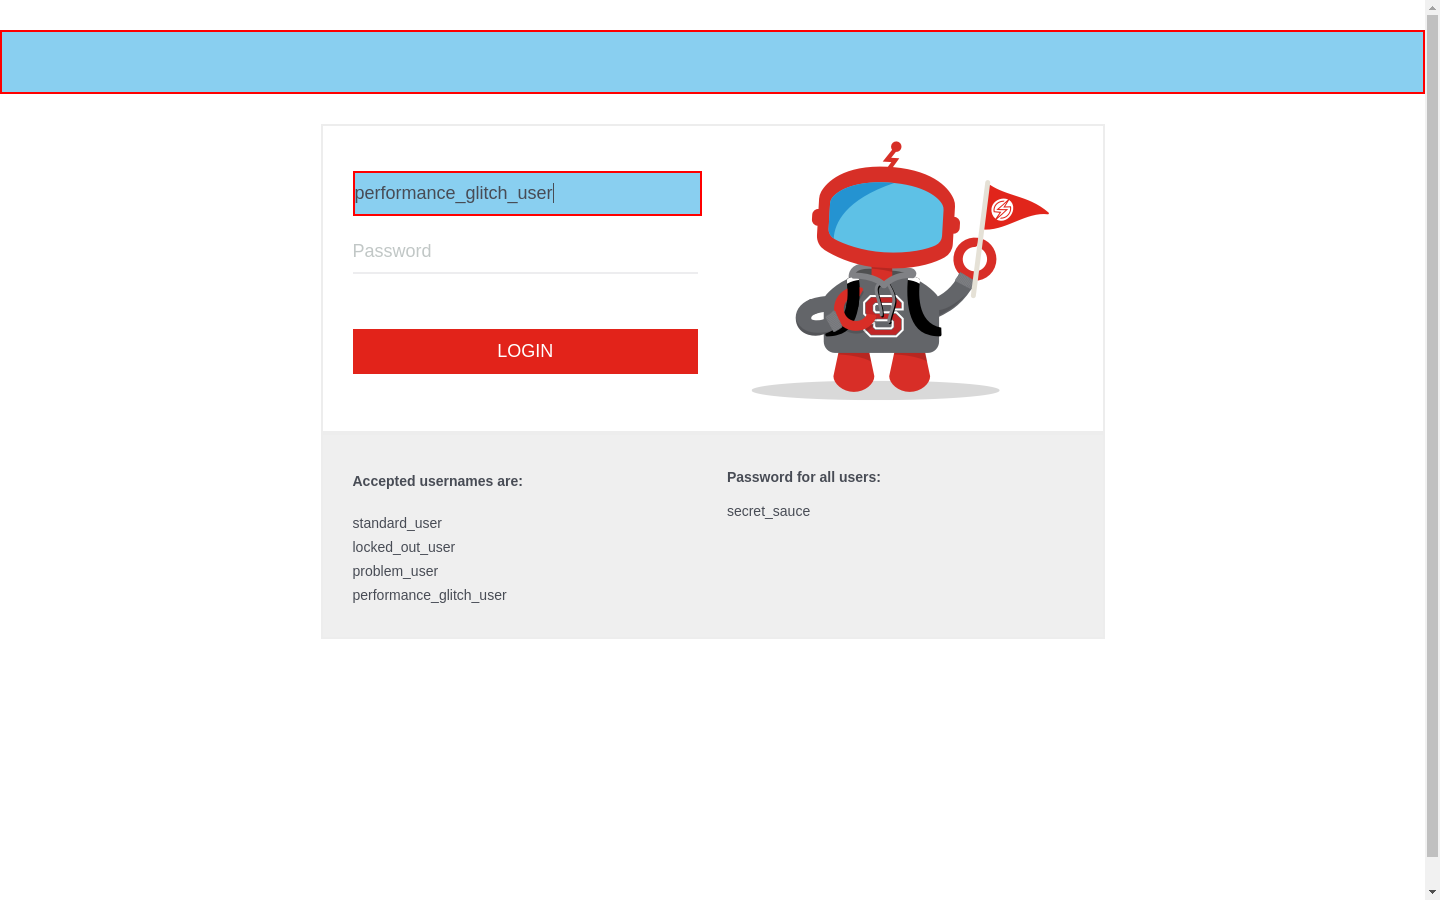 performance_glitch_user
Password
LOGIN
Accepted usernames are:
standard_user
locked_out_user
problem_user
performance_glitch_user
Password for all users:
secret_sauce